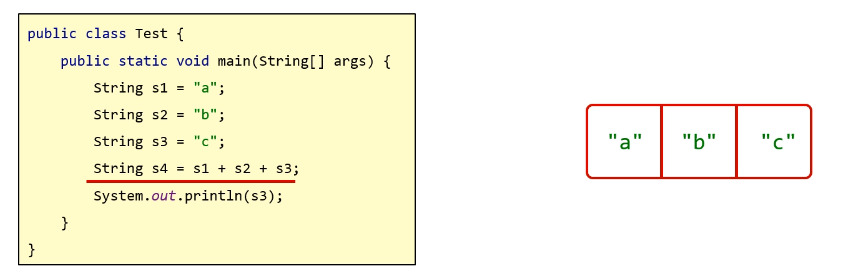 public class Test {
    public static void main(String[] args) {
        String s1 = "a";
        String s2 = "b";
        String s3 = "c";
        String s4 = s1 + s2 + s3;
        System.out.println(s3);
    }
}
"a" "b" "c"